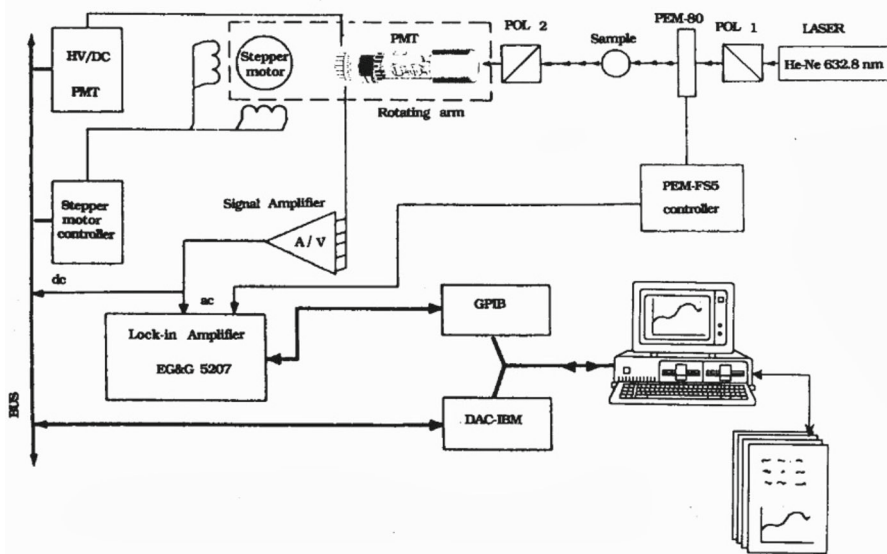 PEM-80
POL 2
POL 1
LASER
PMT
Sample
HV/DC
PMT
Stepper
motor
He-Ne 632.8 nm
Rotating arm
PEM-FS5
controller
Stepper
motor
controller
Signal Amplifier
A / V
dc
ac
GPIB
Lock-in Amplifier
EG&G 5207
BUS
DAC-IBM